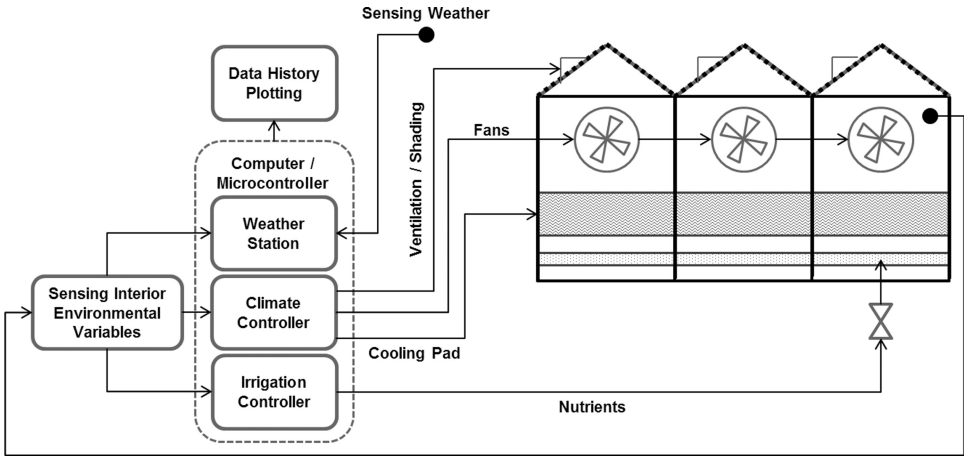 Sensing Weather
Data History
Plotting
Computer /
Microcontroller
Weather
Station
Sensing Interior
Environmental
Variables
Climate
Controller
Irrigation
Controller
Ventilation / Shading
Fans
Cooling Pad
Nutrients